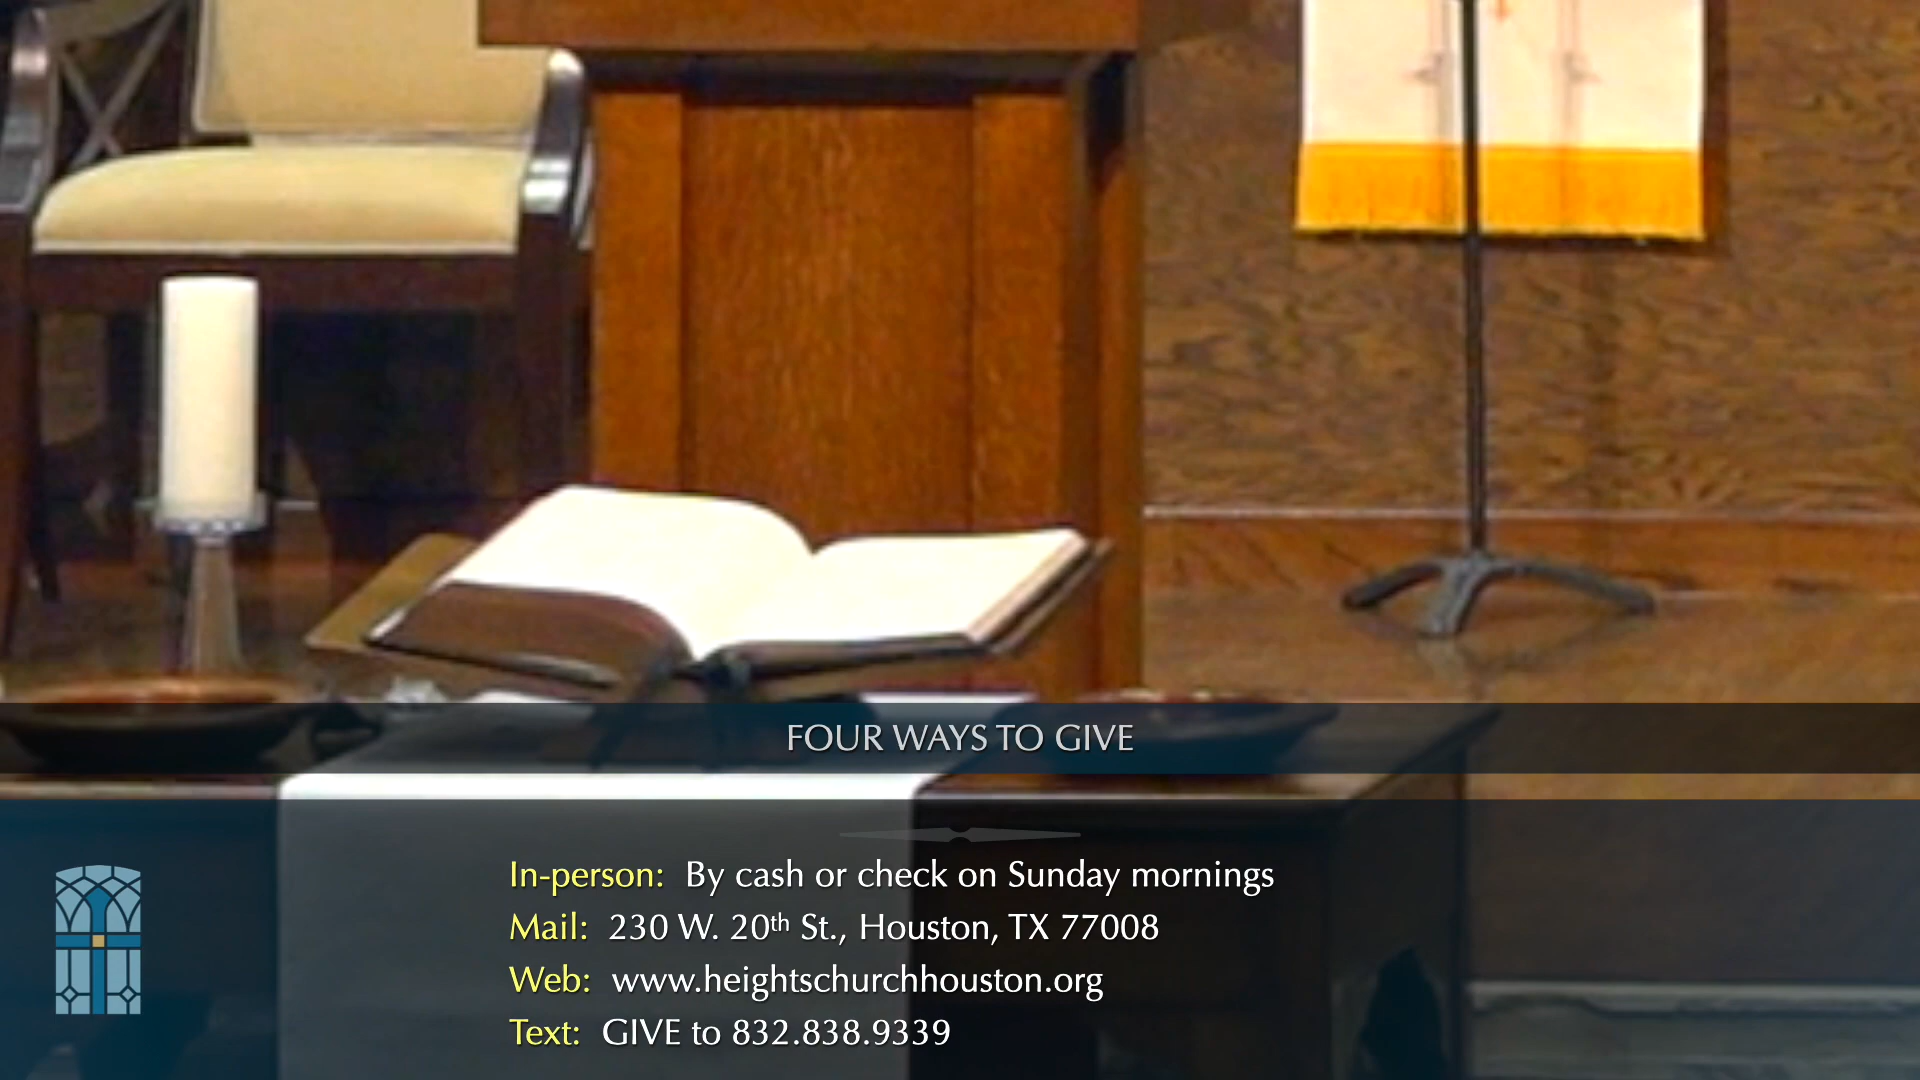 FOUR WAYS TO GIVE
In-person: By cash or check on Sunday mornings
Mail: 230 W. 20th St., Houston, TX 77008
Web: www.heightschurchhouston.org
Text: GIVE to 832.838.9339